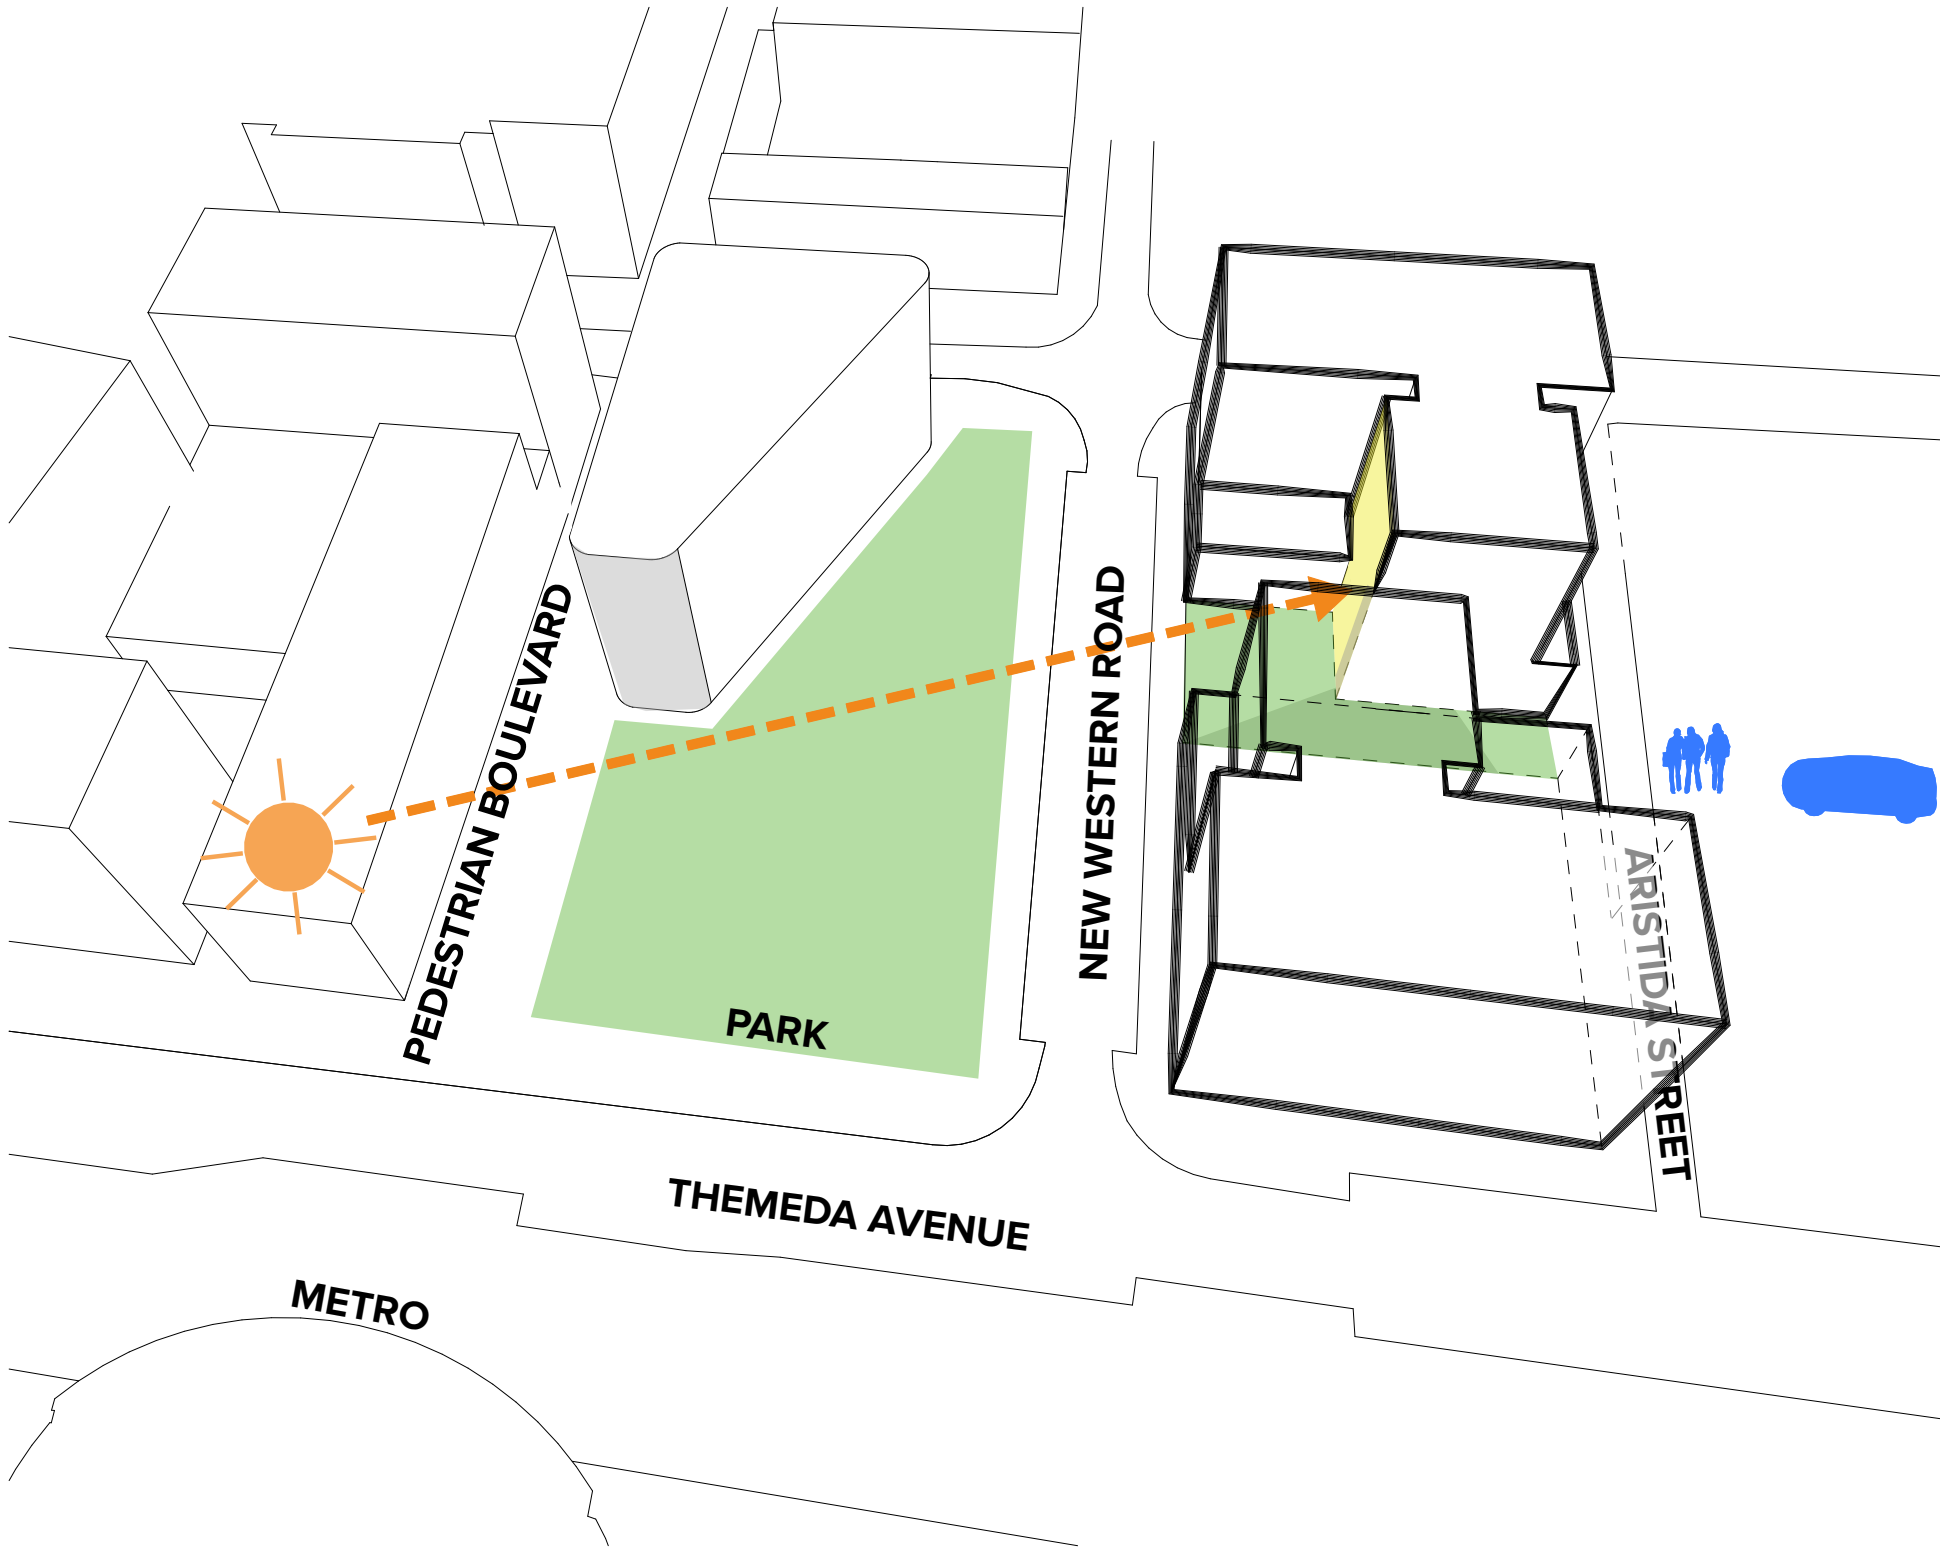 PEDESTRIAN BOULEVARD
NEW WESTERN ROAD
ARISTIDA STREET
PARK
THEMEDA AVENUE
METRO